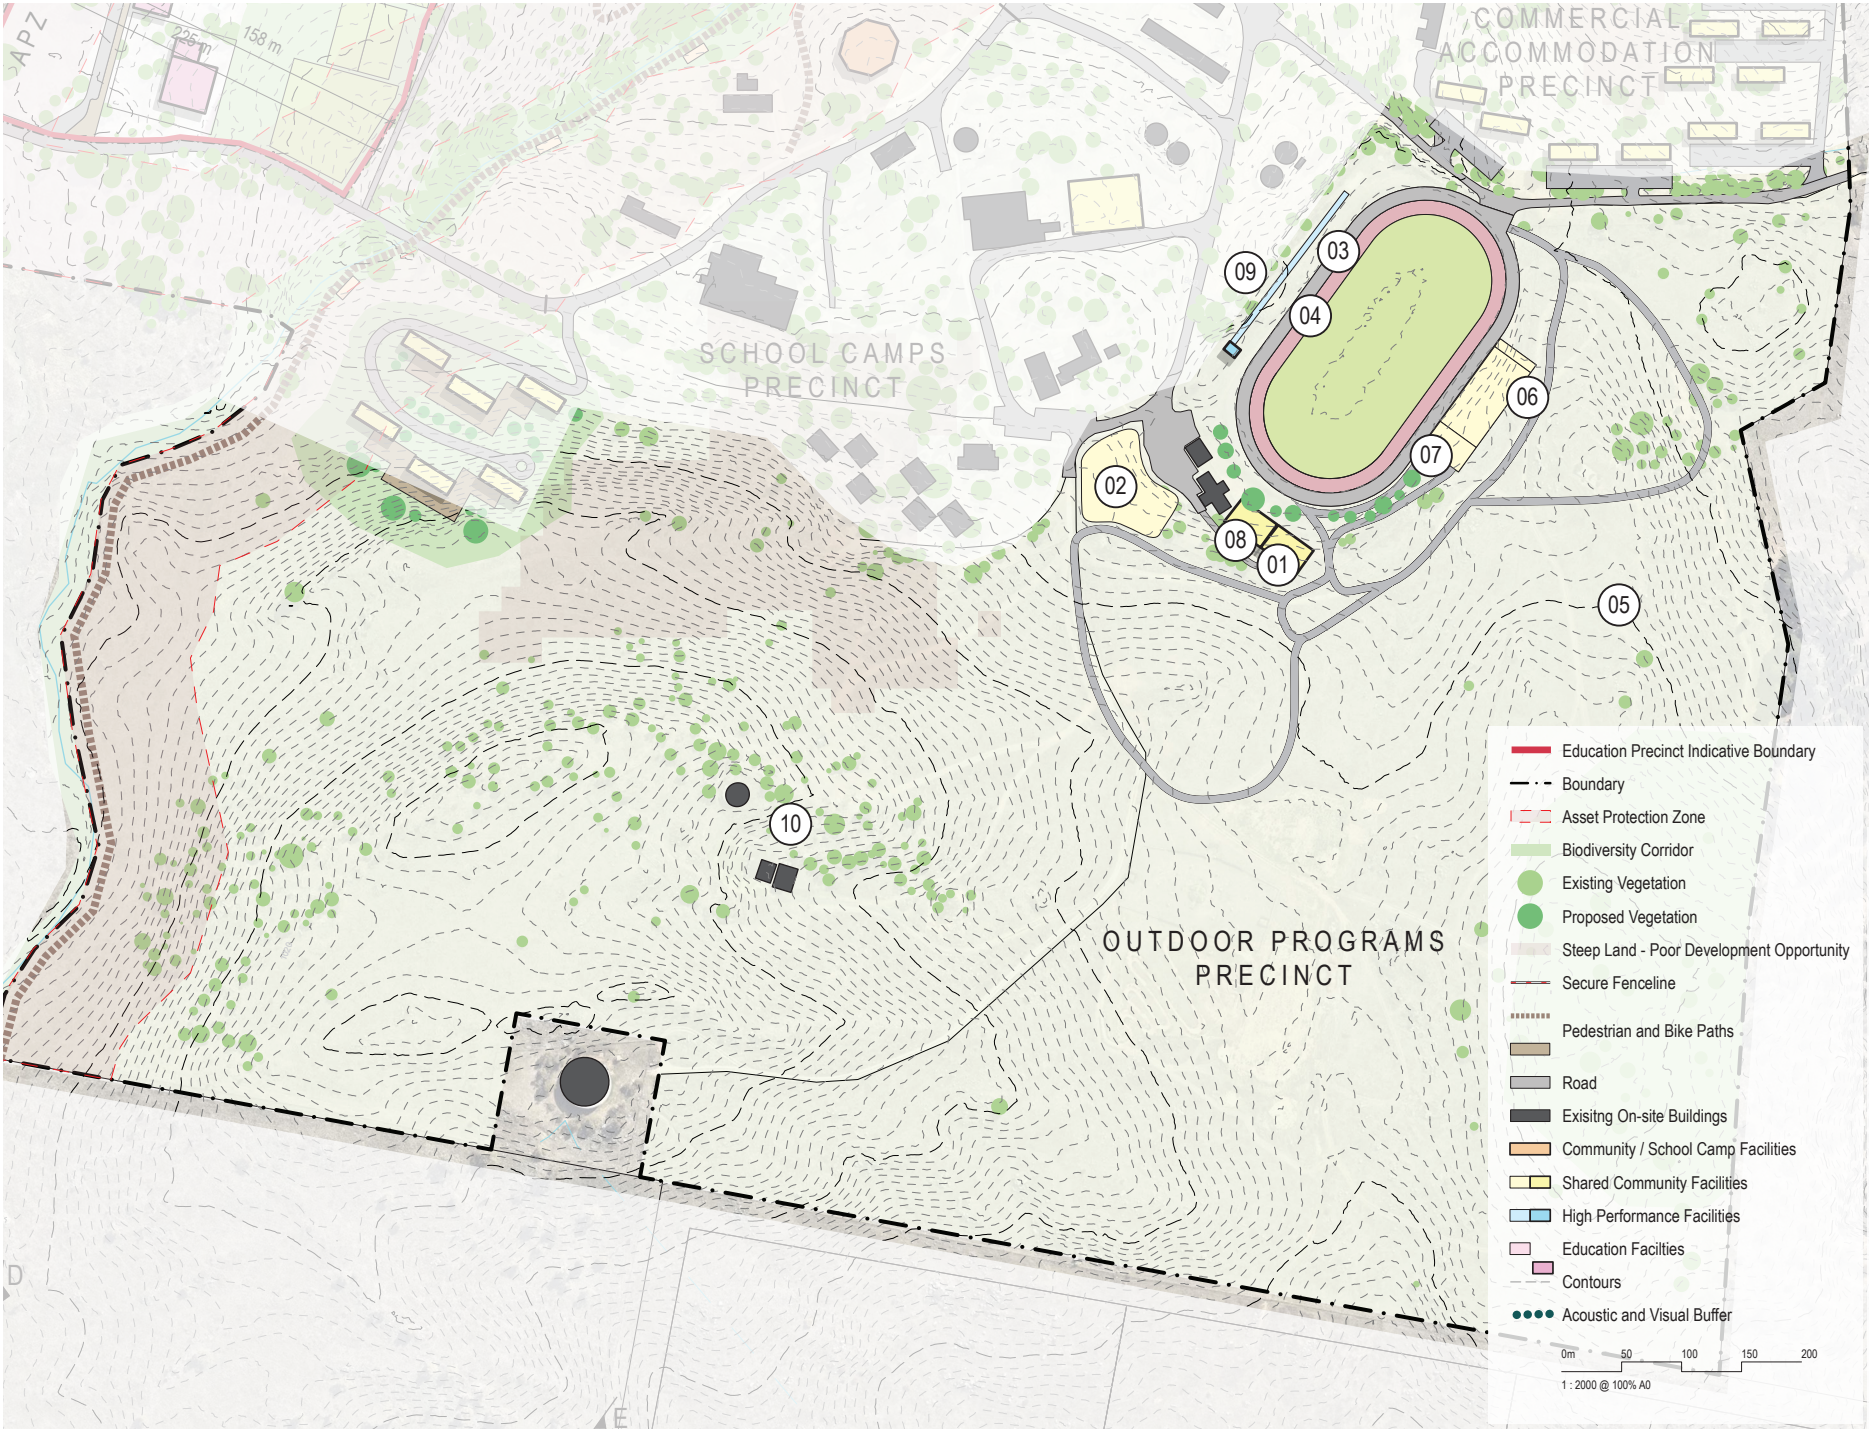 APZ
225 m
158 m
COMMERCIAL
ACCOMMODATION
PRECINCT
SCHOOL CAMPS
PRECINCT
09
03
04
06
07
02
08
01
05
10
OUTDOOR PROGRAMS
PRECINCT
Education Precinct Indicative Boundary
Boundary
Asset Protection Zone
Biodiversity Corridor
Existing Vegetation
Proposed Vegetation
Steep Land - Poor Development Opportunity
Secure Fenceline
Pedestrian and Bike Paths
Road
Exisitng On-site Buildings
Community / School Camp Facilities
Shared Community Facilities
High Performance Facilities
Education Facilties
Contours
Acoustic and Visual Buffer
0m 50 100 150 200
1 : 2000 @ 100% A0
D
E